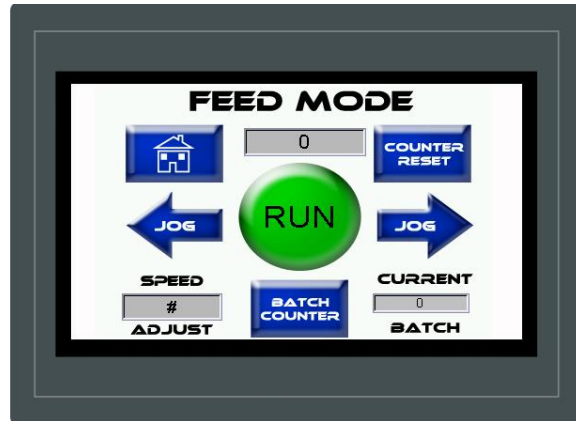 FEED MODE
0
COUNTER
RESET
JOG
RUN
JOG
SPEED
#
ADJUST
BATCH
COUNTER
CURRENT
0
BATCH